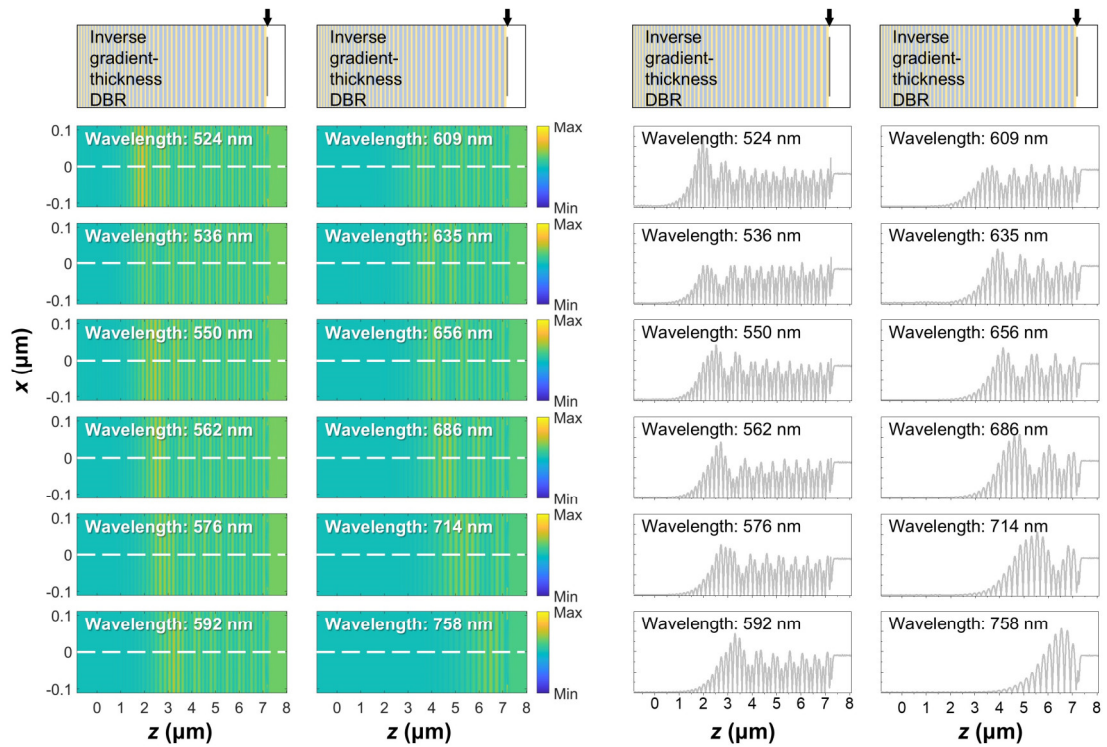 Inverse gradient-thickness DBR
Inverse
gradient-
thickness
DBR
Inverse
gradient-
thickness
DBR
Inverse
gradient-
thickness
DBR
0.1
0
-0.1
Wavelength: 524 nm
Wavelength: 609 nm
Max
Min
Wavelength: 524 nm
Wavelength: 609 nm
0.1
0
-0.1
Wavelength: 536 nm
Wavelength: 635 nm
Max
Min
Wavelength: 536 nm
Wavelength: 635 nm
x (µm)
0.1
0
-0.1
Wavelength: 550 nm
Wavelength: 656 nm
Max
Min
Wavelength: 550 nm
Wavelength: 656 nm
0.1
0
-0.1
Wavelength: 562 nm
Wavelength: 686 nm
Max
Min
Wavelength: 562 nm
Wavelength: 686 nm
0.1
0
-0.1
Wavelength: 576 nm
Wavelength: 714 nm
Max
Min
Wavelength: 576 nm
Wavelength: 714 nm
0.1
0
-0.1
Wavelength: 592 nm
Wavelength: 758 nm
Max
Min
Wavelength: 592 nm
Wavelength: 758 nm
0 1 2 3 4 5 6 7 8
0 1 2 3 4 5 6 7 8
0 1 2 3 4 5 6 7 8
0 1 2 3 4 5 6 7 8
z (µm)
z (µm)
z (µm)
z (µm)